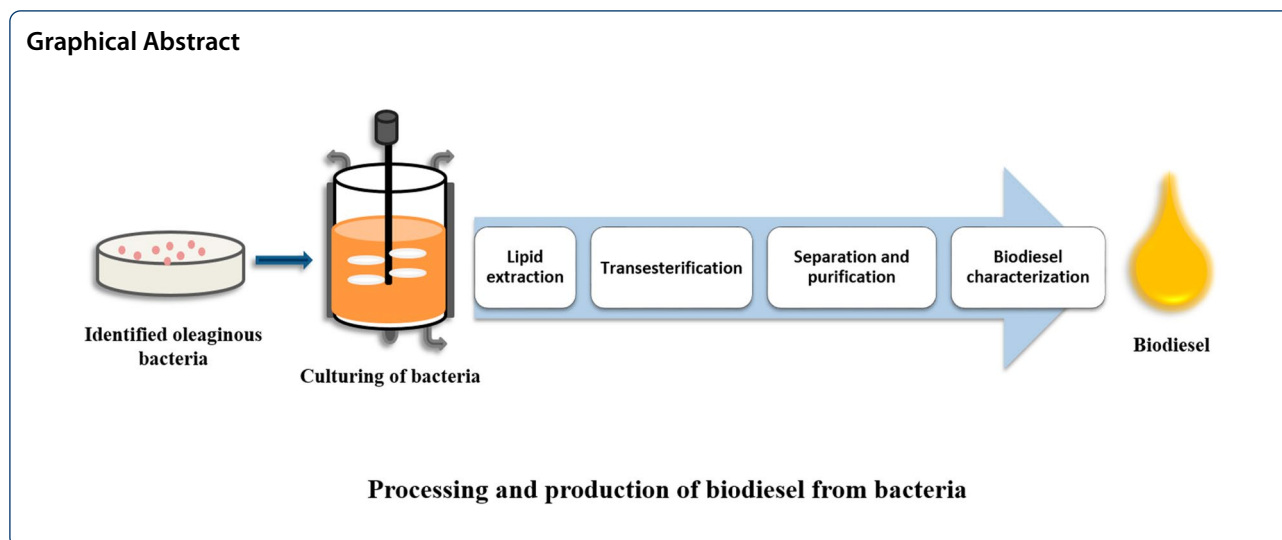 Graphical Abstract
Identified oleaginous
bacteria
Culturing of bacteria
Lipid
extraction
Transesterification
Separation and
purification
Biodiesel
characterization
Biodiesel
Processing and production of biodiesel from bacteria